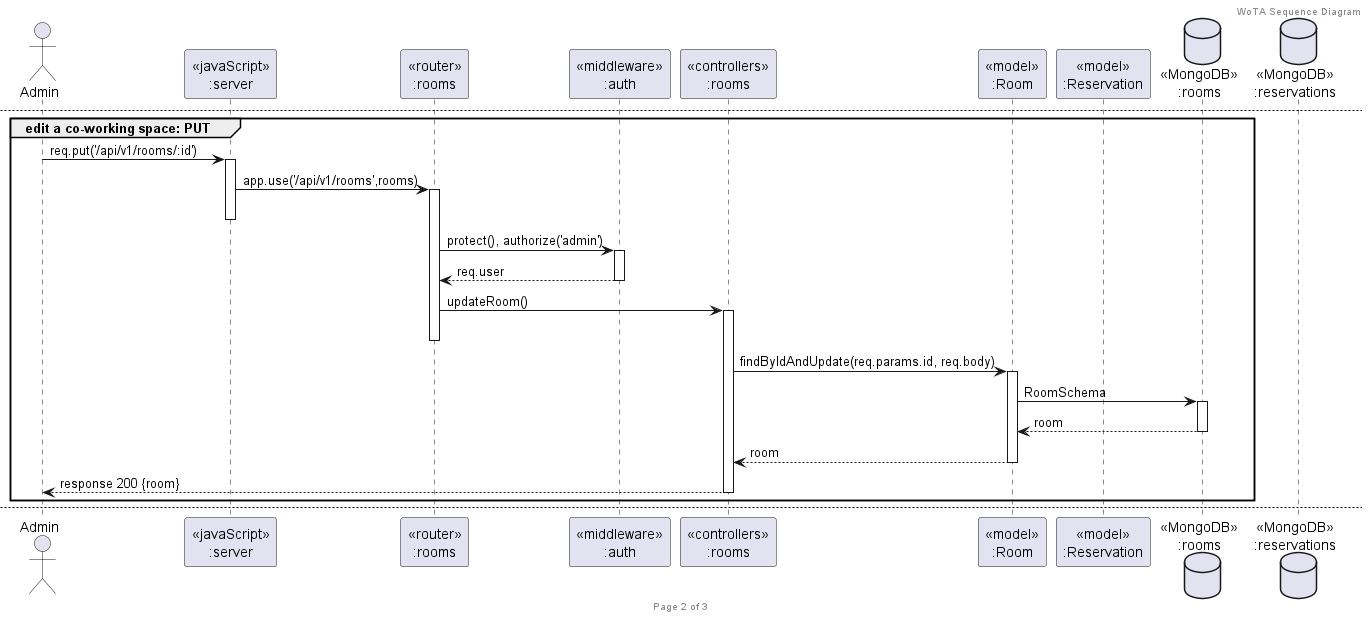 WoTA Sequence Diagram
Admin
«javaScript»
:server
«router»
:rooms
«middleware»
:auth
«controllers»
:rooms
«model»
:Room
«model»
:Reservation
«MongoDB»
:rooms
«MongoDB»
:reservations
edit a co-working space: PUT
req.put('/api/v1/rooms/:id')
app.use('/api/v1/rooms',rooms)
protect(), authorize('admin')
req.user
updateRoom()
findByIdAndUpdate(req.params.id, req.body)
RoomSchema
room
room
response 200 {room}
Admin
«javaScript»
:server
«router»
:rooms
«middleware»
:auth
«controllers»
:rooms
«model»
:Room
«model»
:Reservation
«MongoDB»
:rooms
«MongoDB»
:reservations
Page 2 of 3